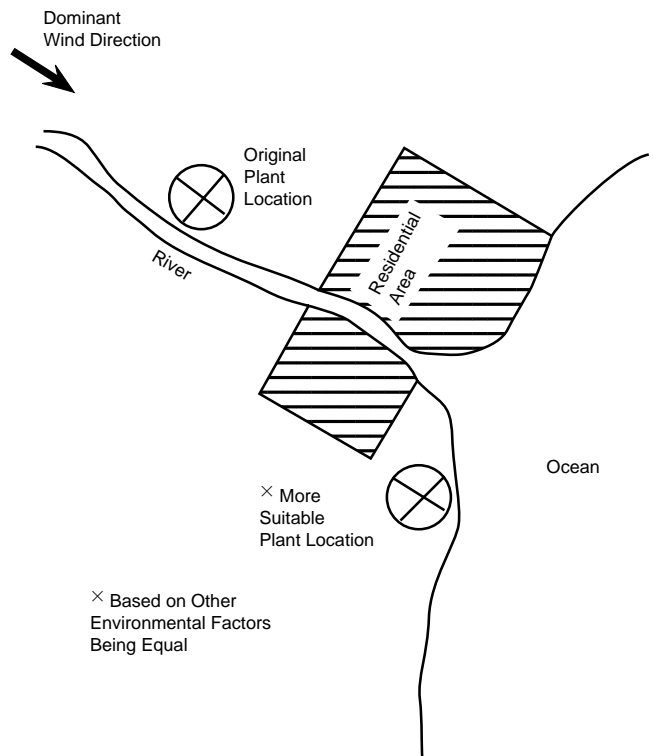 Dominant
Wind Direction
Original
Plant
Location
River
Residential
Area
Ocean
× More
Suitable
Plant Location
× Based on Other
Environmental Factors
Being Equal